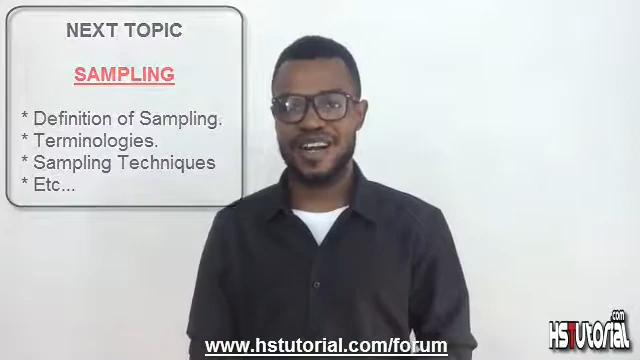 NEXT TOPIC
SAMPLING
* Definition of Sampling.
* Terminologies.
* Sampling Techniques
* Etc...
www.hstutorial.com/forum
HSTutorial
.com